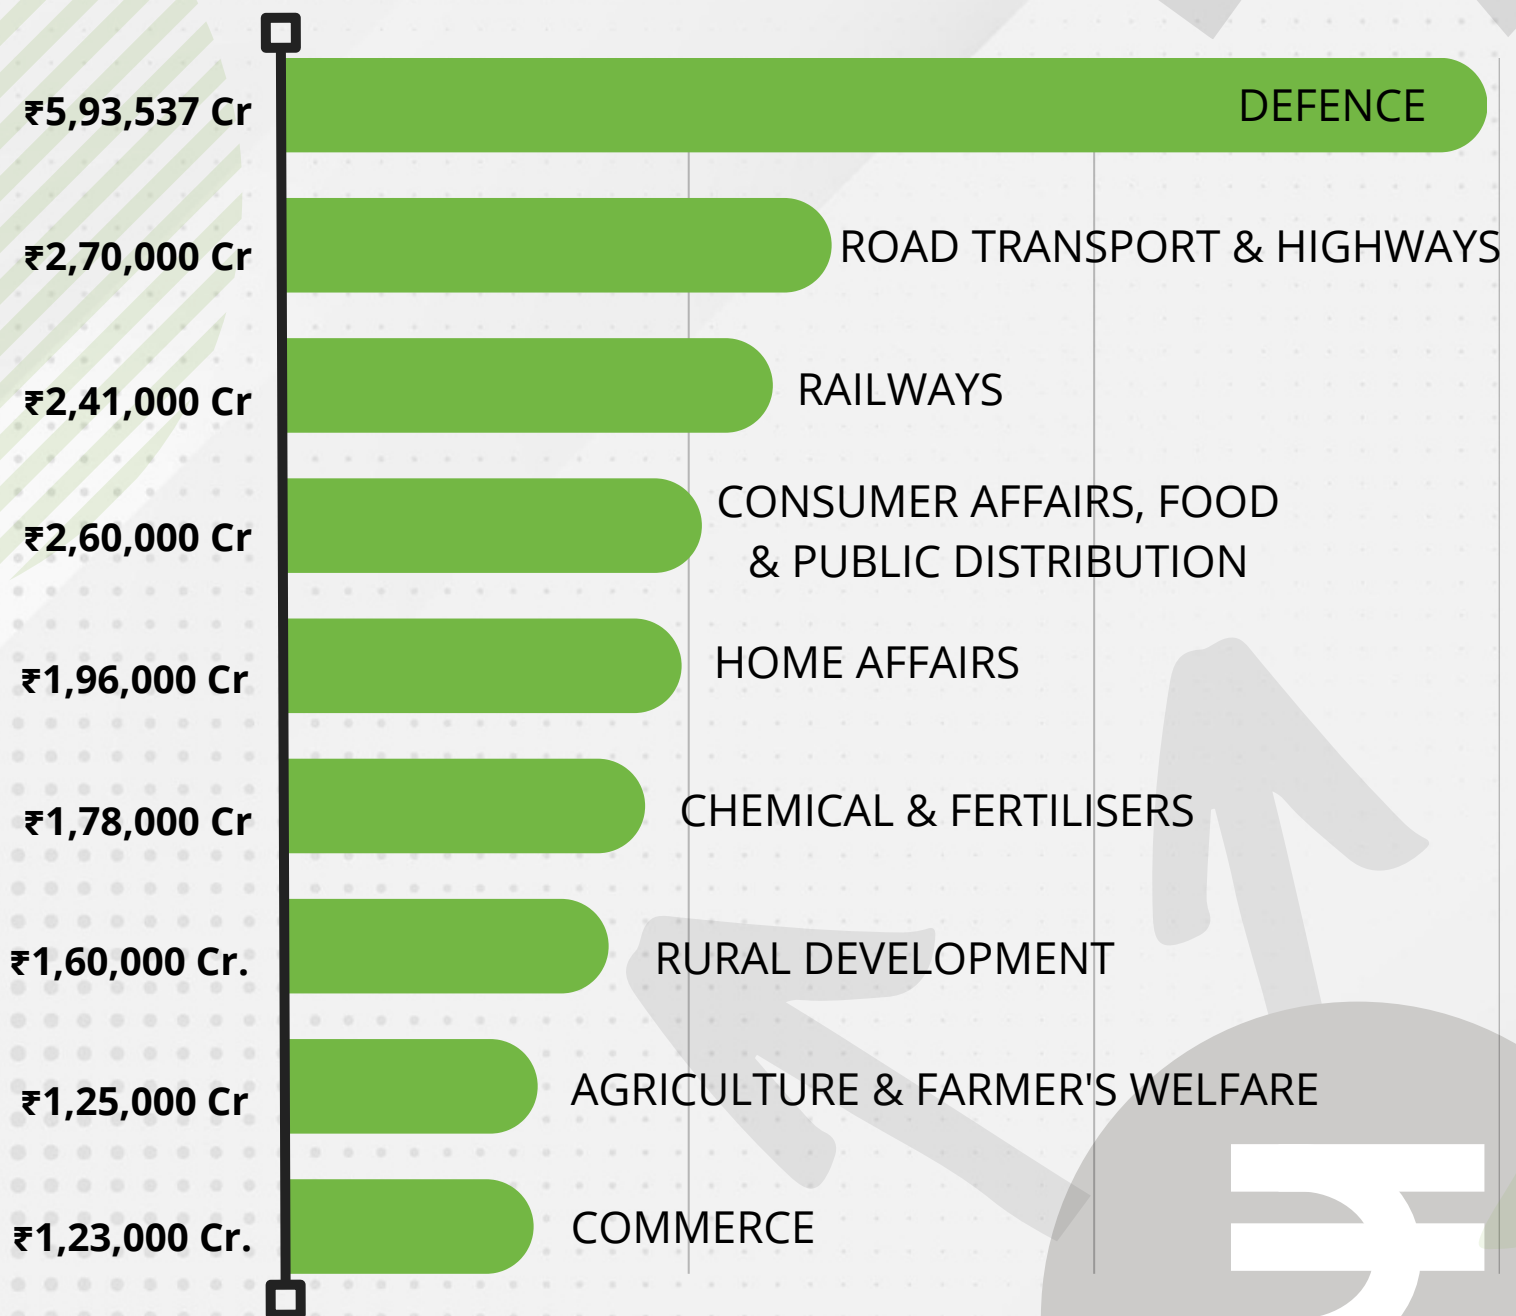 ₹5,93,537 Cr
DEFENCE
₹2,70,000 Cr
ROAD TRANSPORT & HIGHWAYS
₹2,41,000 Cr
RAILWAYS
₹2,60,000 Cr
CONSUMER AFFAIRS, FOOD
& PUBLIC DISTRIBUTION
₹1,96,000 Cr
HOME AFFAIRS
₹1,78,000 Cr
CHEMICAL & FERTILISERS
₹1,60,000 Cr.
RURAL DEVELOPMENT
₹1,25,000 Cr
AGRICULTURE & FARMER'S WELFARE
₹1,23,000 Cr.
COMMERCE
₹